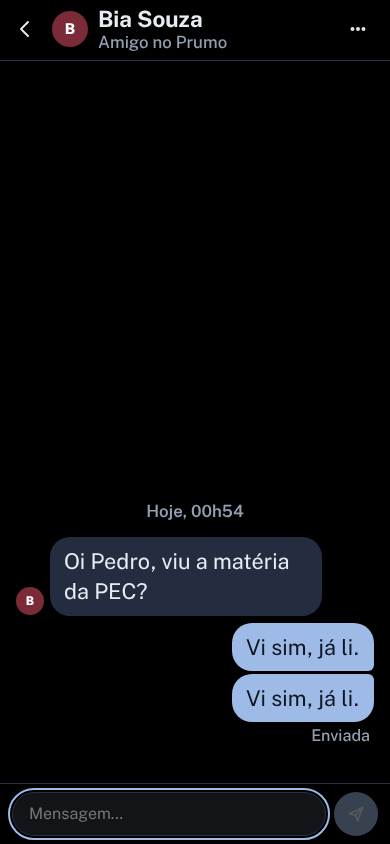 B
Bia Souza
Amigo no Prumo
Hoje, 00h54
Oi Pedro, viu a matéria
da PEC?
B
Vi sim, já li.
Vi sim, já li.
Enviada
Mensagem...